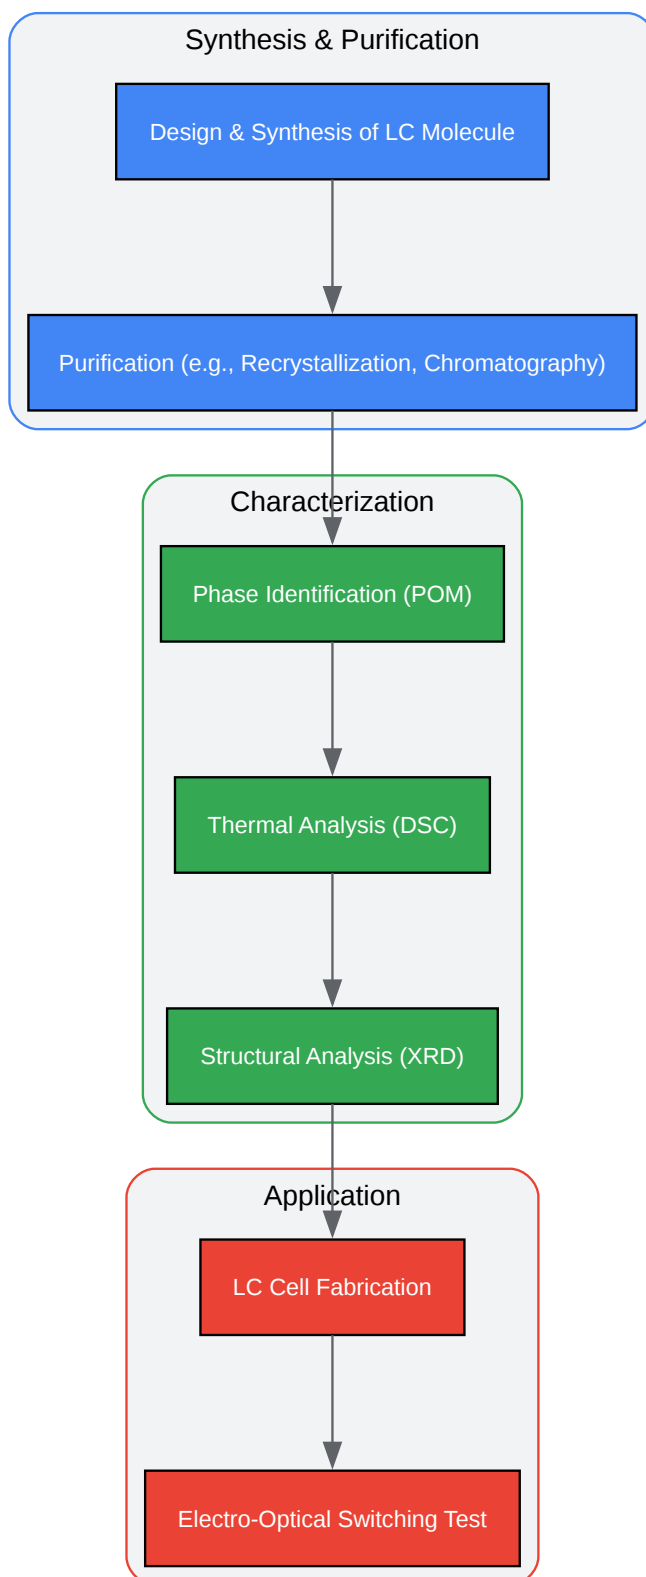 Synthesis & Purification
Design & Synthesis of LC Molecule
Purification (e.g., Recrystallization, Chromatography)
Characterization
Phase Identification (POM)
Thermal Analysis (DSC)
Structural Analysis (XRD)
Application
LC Cell Fabrication
Electro-Optical Switching Test